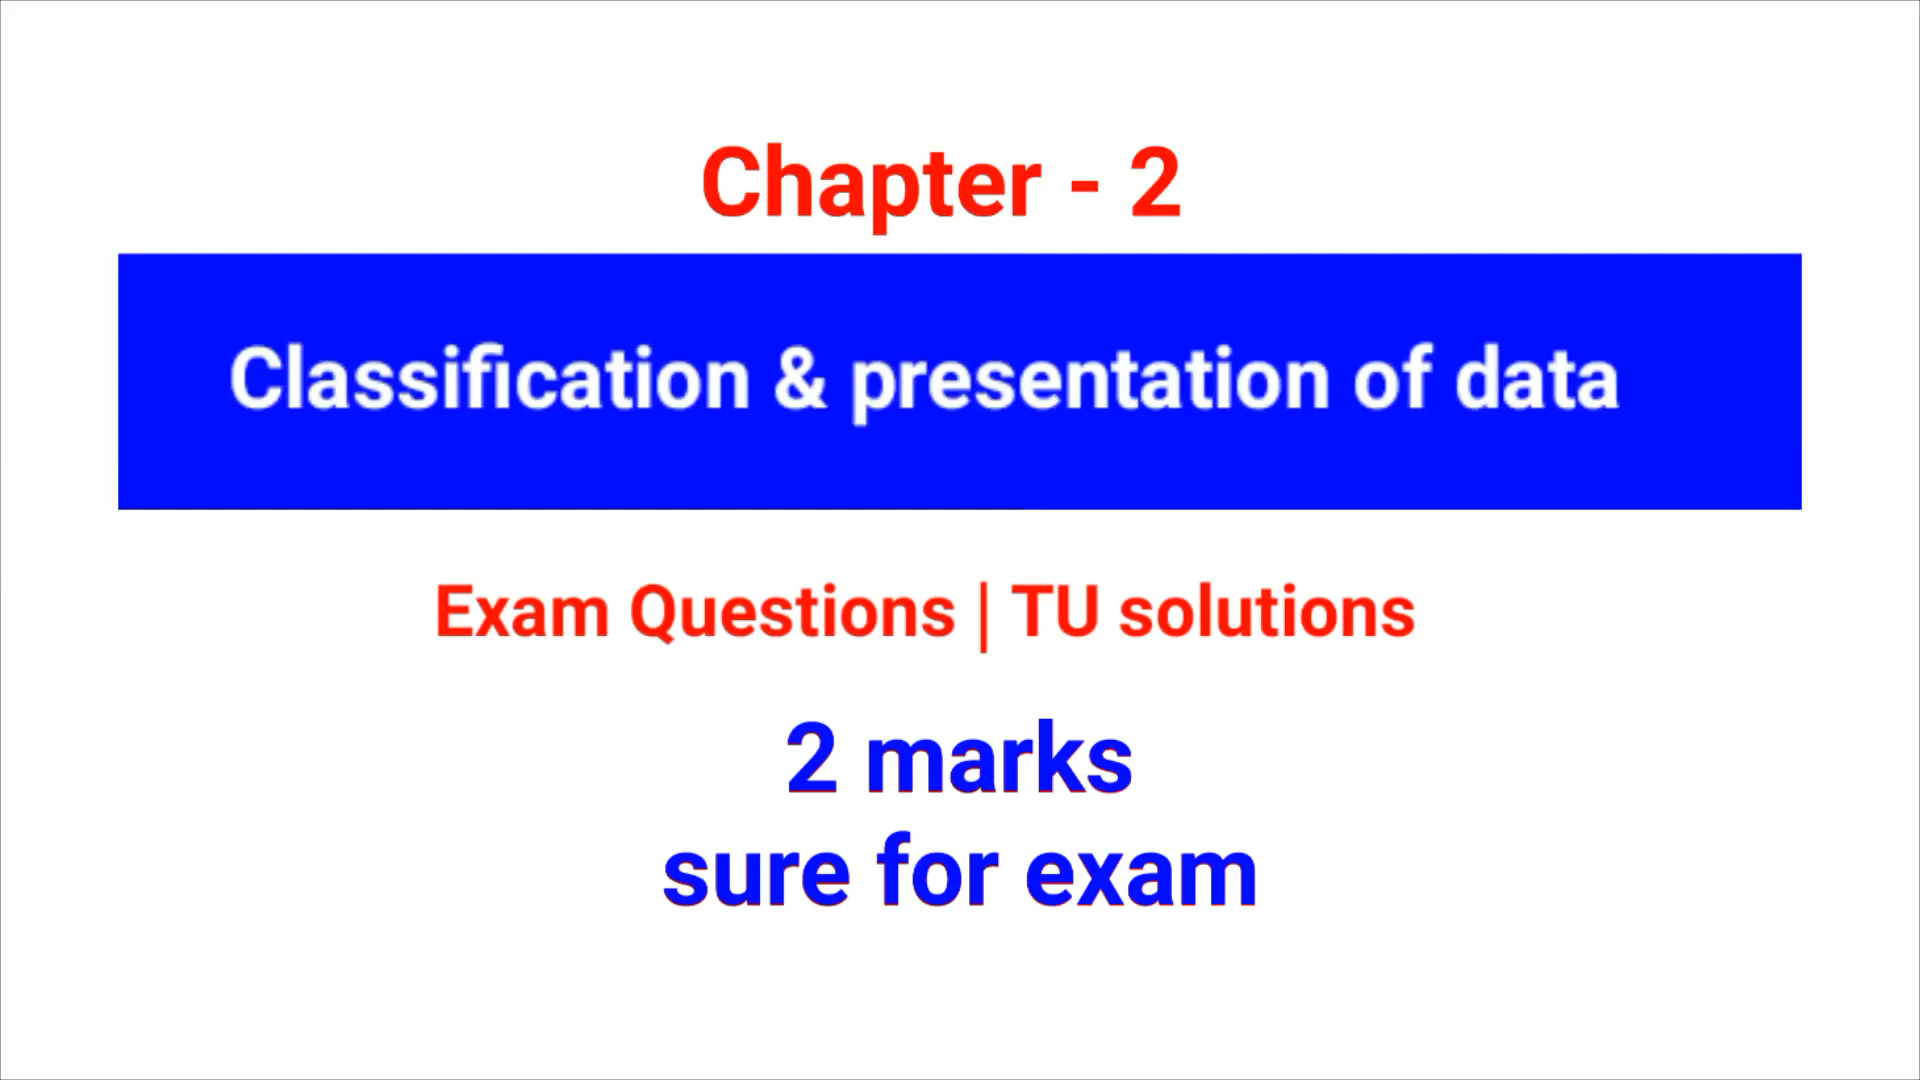 Chapter - 2
Classification & presentation of data
Exam Questions | TU solutions
2 marks
sure for exam